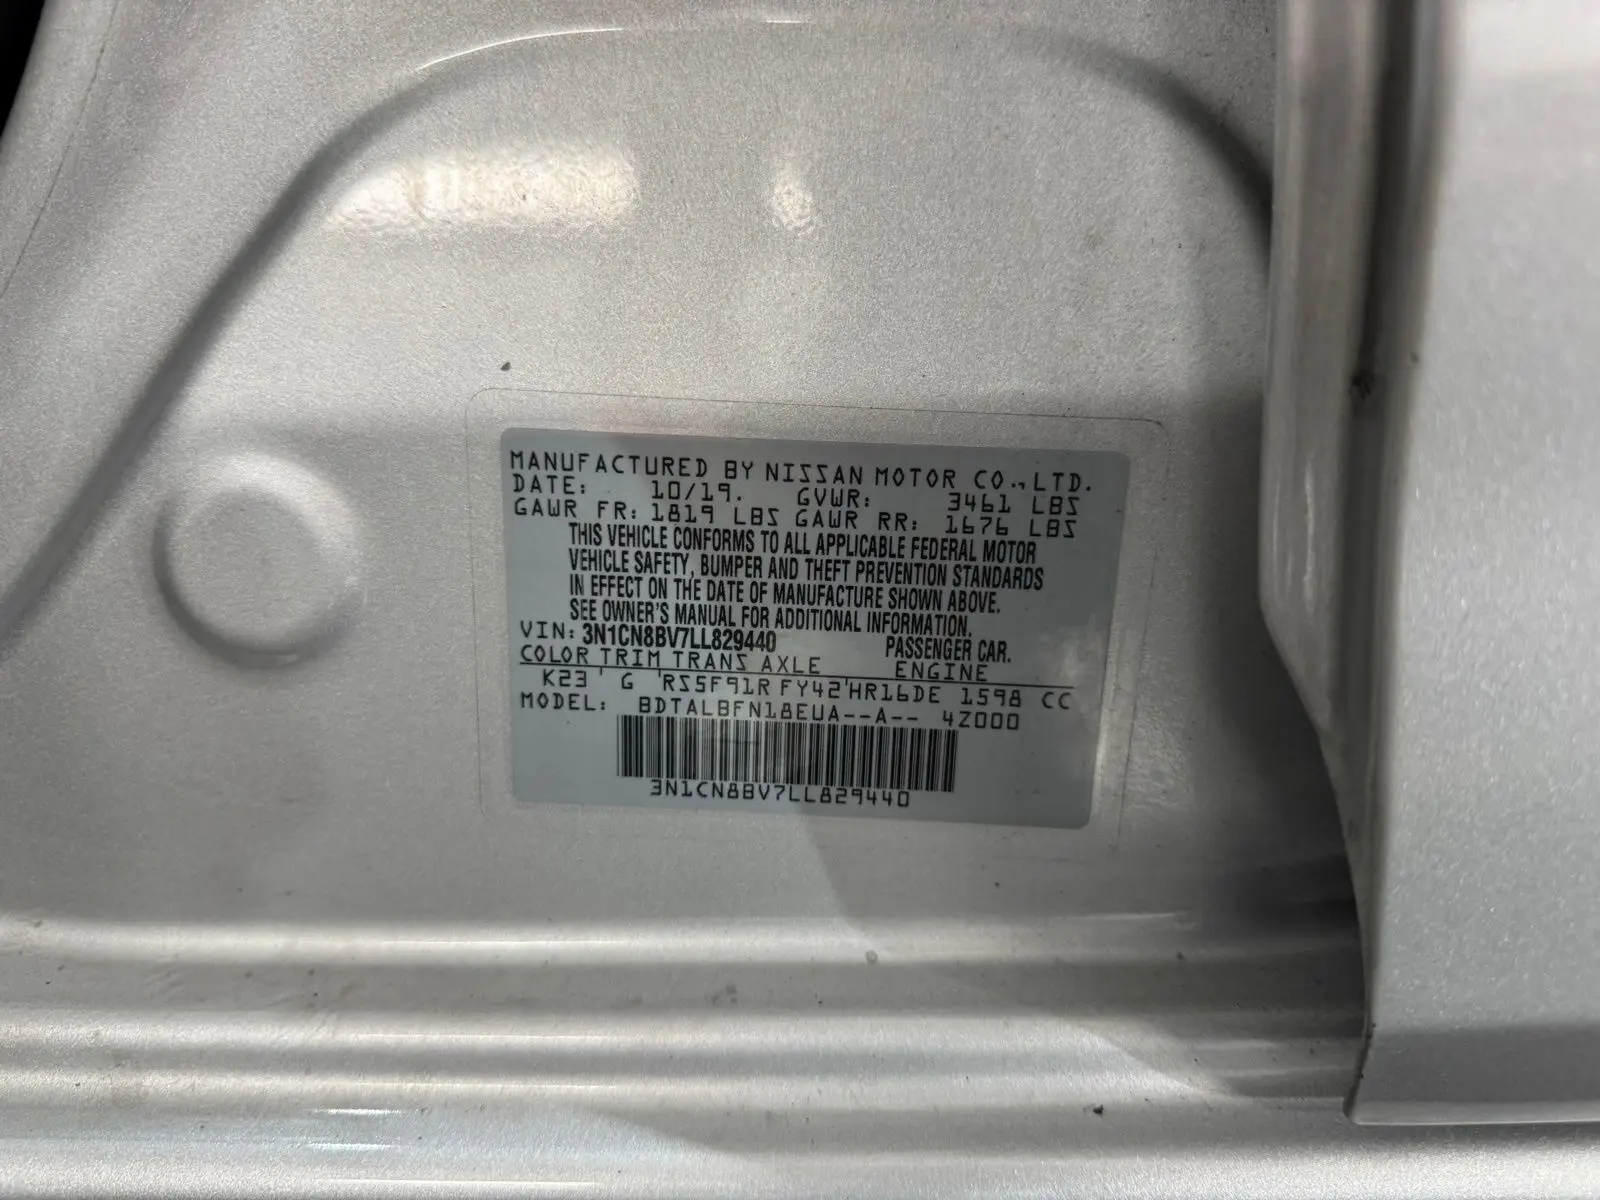 MANUFACTURED BY NISSAN MOTOR CO., LTD.
DATE: 10/19. GVWR: 3461 LBS
GAWR FR: 1819 LBS GAWR RR: 1676 LBS
THIS VEHICLE CONFORMS TO ALL APPLICABLE FEDERAL MOTOR
VEHICLE SAFETY, BUMPER AND THEFT PREVENTION STANDARDS
IN EFFECT ON THE DATE OF MANUFACTURE SHOWN ABOVE.
SEE OWNER'S MANUAL FOR ADDITIONAL INFORMATION.
VIN: 3N1CN8BV7LL829440 PASSENGER CAR.
COLOR TRIM TRANS AXLE ENGINE
K23 ' G 'RS5F91R FY42'HR16DE 1598 CC
MODEL: BDTALBFN18EUA--A-- 4Z000
3N1CN8BV7LL829440